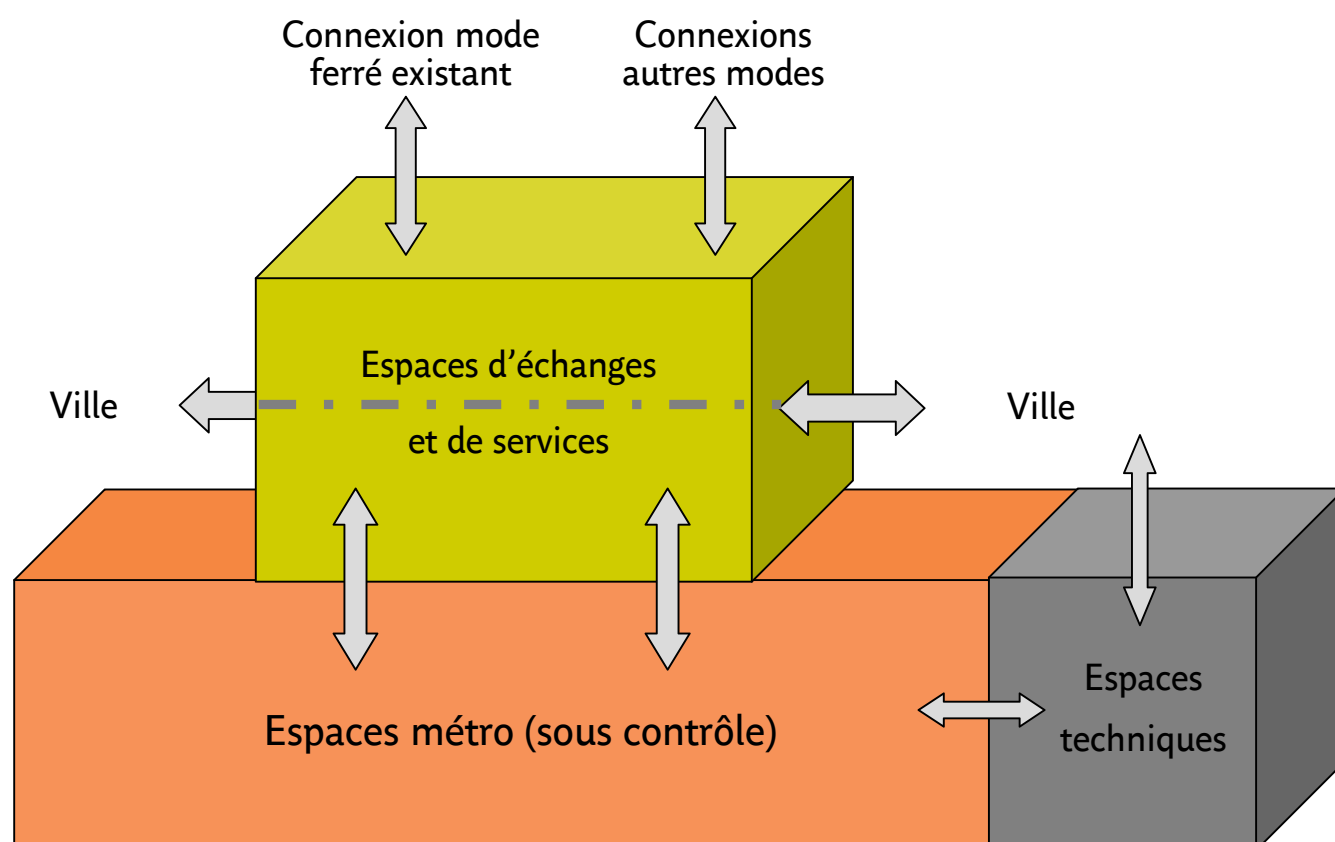 Connexion mode
ferré existant
Connexions
autres modes
Espaces d'échanges
et de services
Ville
Ville
Espaces métro (sous contrôle)
Espaces
techniques